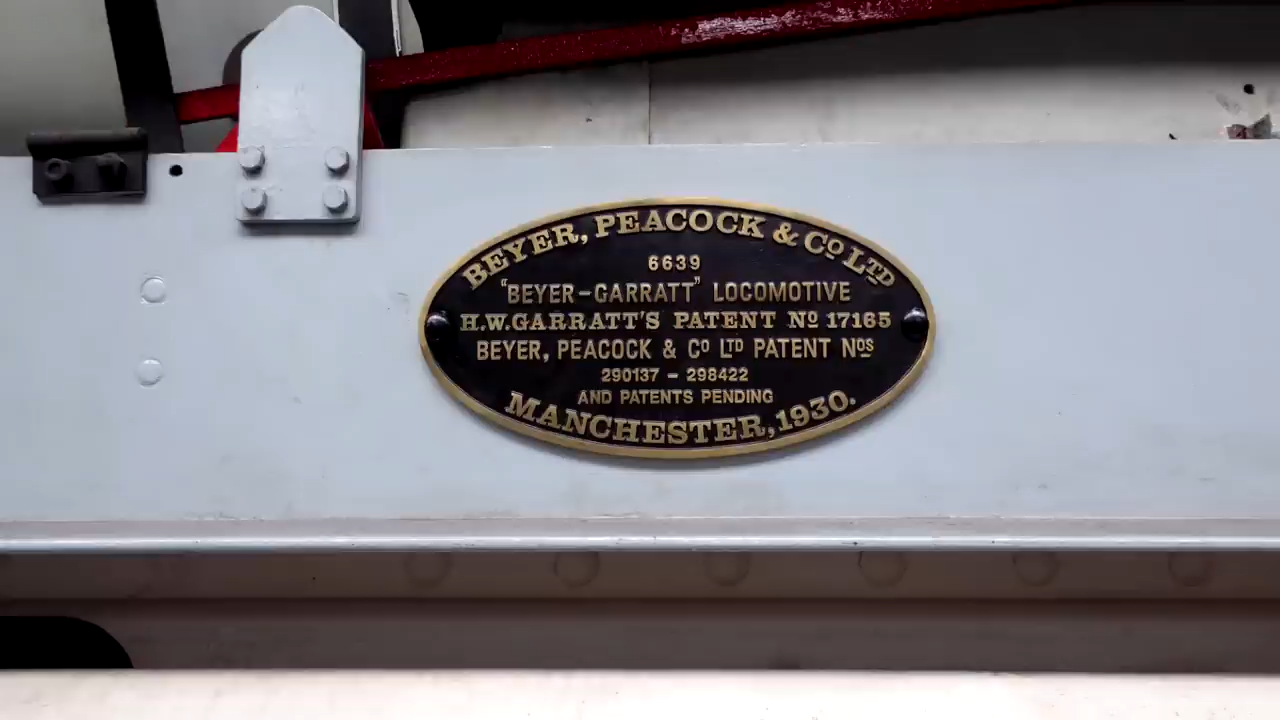 BEYER, PEACOCK & Cº LTD
6639
"BEYER-GARRATT" LOCOMOTIVE
H.W.GARRATT'S PATENT Nº 17165
BEYER, PEACOCK & Cº LTD PATENT Nºs
290137 - 298422
AND PATENTS PENDING
MANCHESTER, 1930.